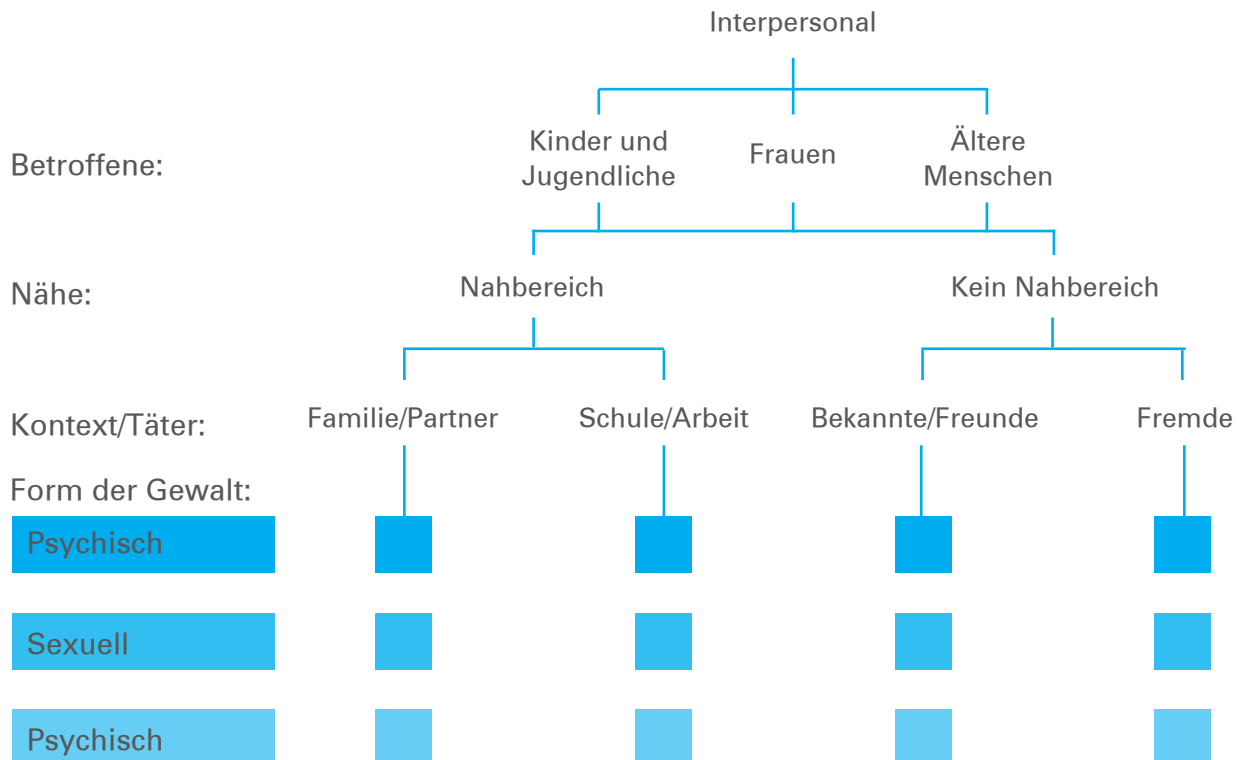 Interpersonal
Betroffene:
Kinder und
Jugendliche
Frauen
Ältere
Menschen
Nähe:
Nahbereich
Kein Nahbereich
Kontext/Täter:
Familie/Partner
Schule/Arbeit
Bekannte/Freunde
Fremde
Form der Gewalt:
Psychisch
Sexuell
Psychisch